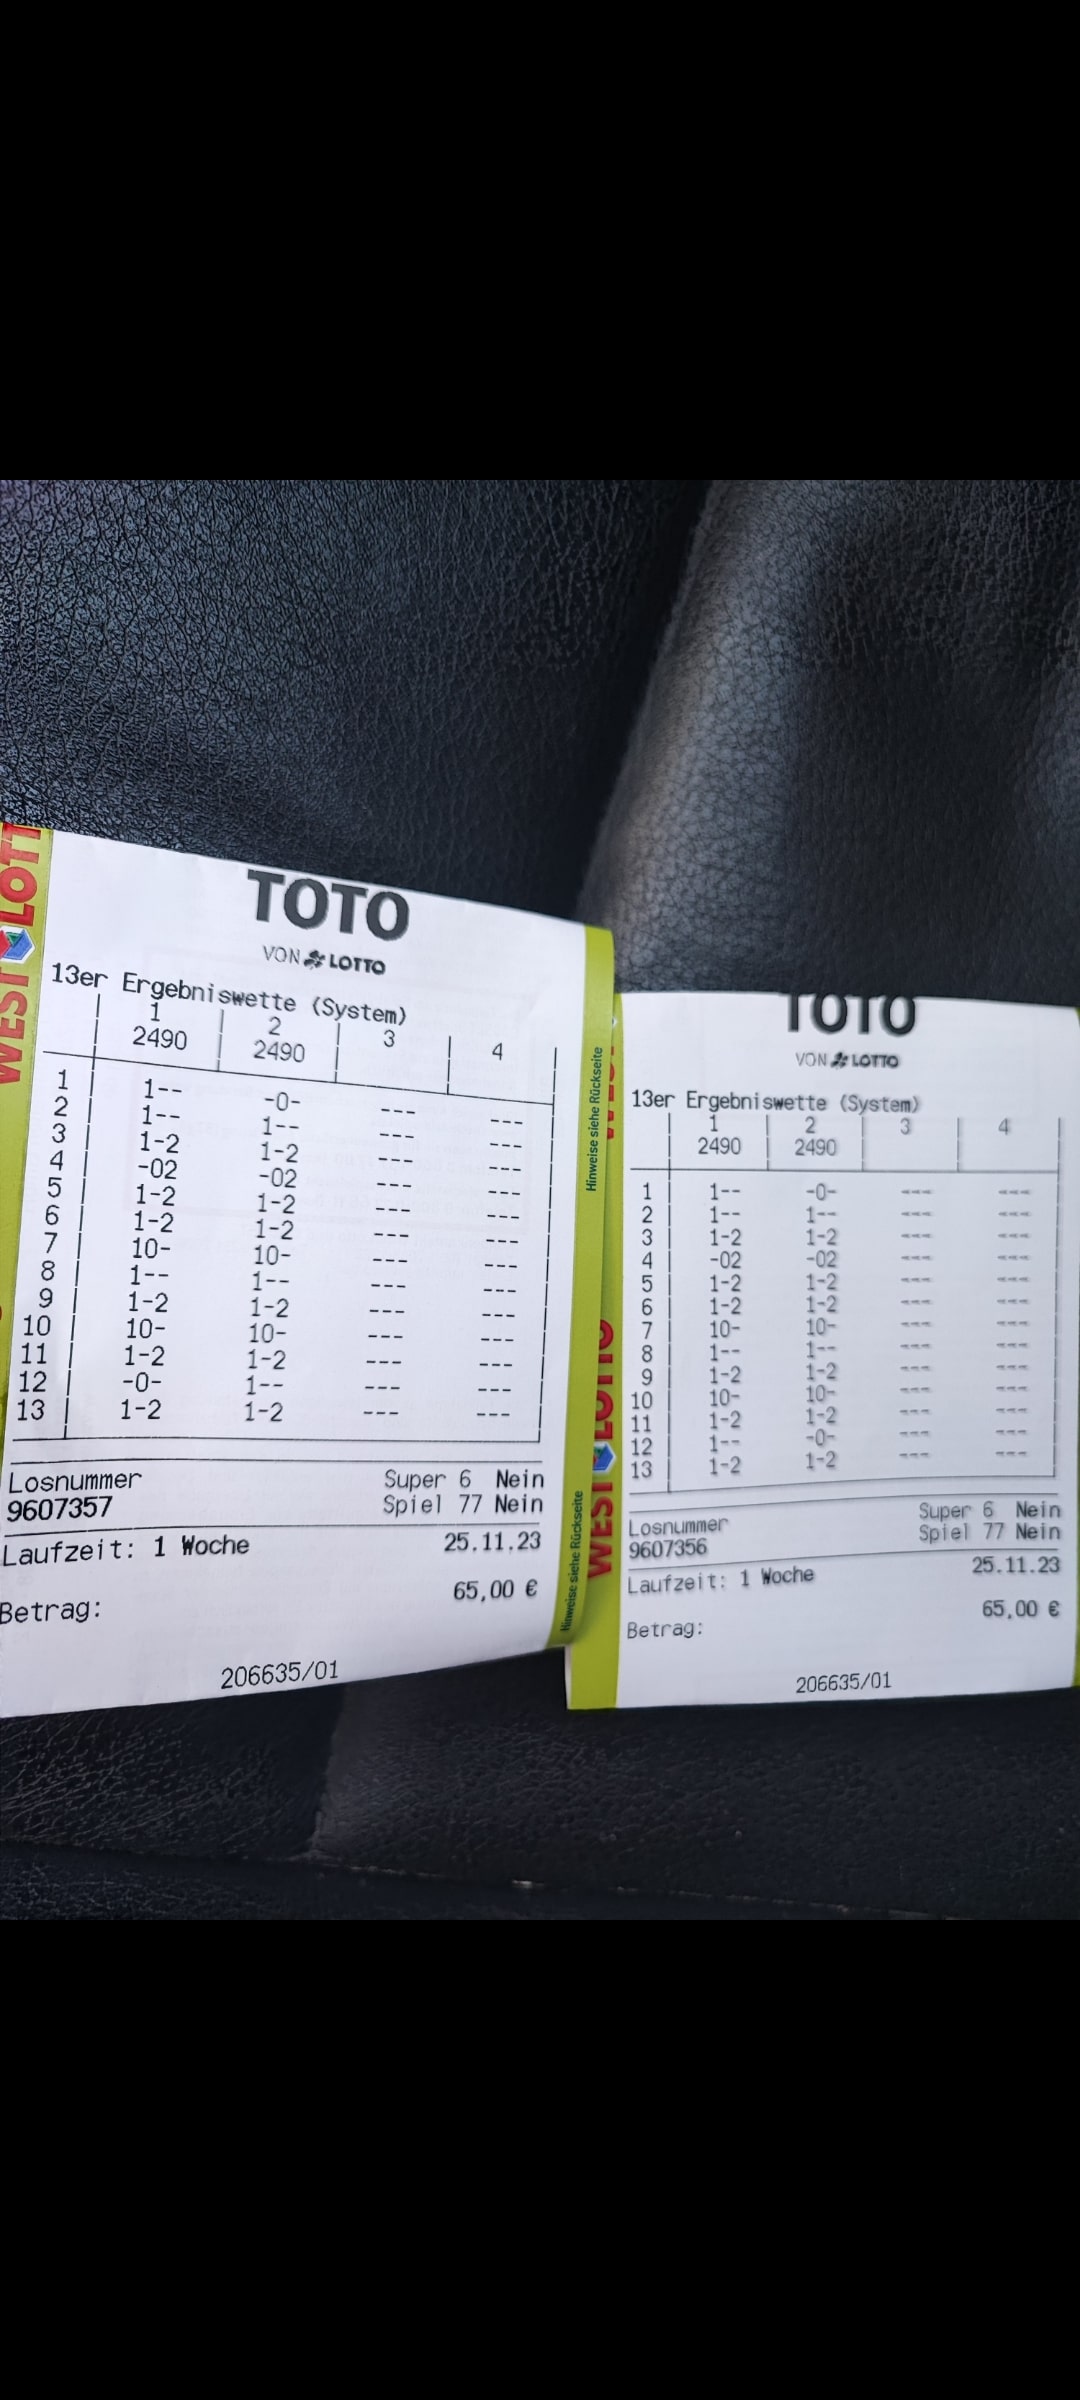 WEST LOTT
TOTO
VON LOTTO
13er Ergebniswette (System)
1 2 3 4
2490 2490
1 1-- -0- --- ---
2 1-- 1-- --- ---
3 1-2 1-2 --- ---
4 -02 -02 --- ---
5 1-2 1-2 --- ---
6 1-2 1-2 --- ---
7 10- 10- --- ---
8 1-- 1-- --- ---
9 1-2 1-2 --- ---
10 10- 10- --- ---
11 1-2 1-2 --- ---
12 -0- 1-- --- ---
13 1-2 1-2 --- ---
Losnummer Super 6 Nein
9607357 Spiel 77 Nein
Laufzeit: 1 Woche 25.11.23
Betrag: 65,00 €
206635/01
Hinweise siehe Rückseite
Hinweise siehe Rückseite
WEST LOTTO
TOTO
VON LOTTO
13er Ergebniswette (System)
1 2 3 4
2490 2490
1 1-- -0- --- ---
2 1-- 1-- --- ---
3 1-2 1-2 --- ---
4 -02 -02 --- ---
5 1-2 1-2 --- ---
6 1-2 1-2 --- ---
7 10- 10- --- ---
8 1-- 1-- --- ---
9 1-2 1-2 --- ---
10 10- 10- --- ---
11 1-2 1-2 --- ---
12 1-- -0- --- ---
13 1-2 1-2 --- ---
Losnummer Super 6 Nein
9607356 Spiel 77 Nein
Laufzeit: 1 Woche 25.11.23
Betrag: 65,00 €
206635/01